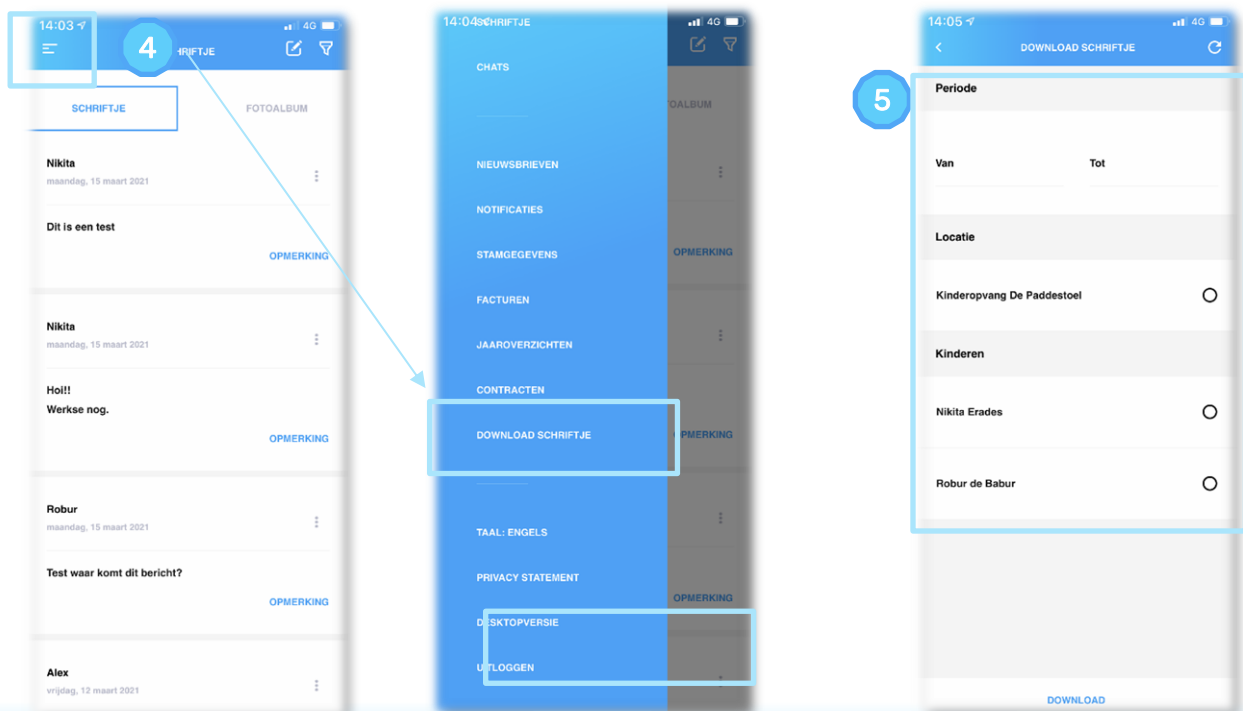 14:03
4G
4
HRIFTJE
SCHRIFTJE
FOTOALBUM
Nikita
maandag, 15 maart 2021
Dit is een test
OPMERKING
Nikita
maandag, 15 maart 2021
Hoi!!
Werkse nog.
OPMERKING
Robur
maandag, 15 maart 2021
Test waar komt dit bericht?
OPMERKING
Alex
vrijdag, 12 maart 2021
14:04
4G
SCHRIFTJE
CHATS
OALBUM
NIEUWSBRIEVEN
NOTIFICATIES
STAMGEGEVENS
OPMERKING
FACTUREN
JAAROVERZICHTEN
CONTRACTEN
DOWNLOAD SCHRIFTJE
OPMERKING
TAAL: ENGELS
PRIVACY STATEMENT
OPMERKING
DESKTOPVERSIE
UITLOGGEN
14:05
4G
DOWNLOAD SCHRIFTJE
5
Periode
Van Tot
Locatie
Kinderopvang De Paddestoel
Kinderen
Nikita Erades
Robur de Babur
DOWNLOAD